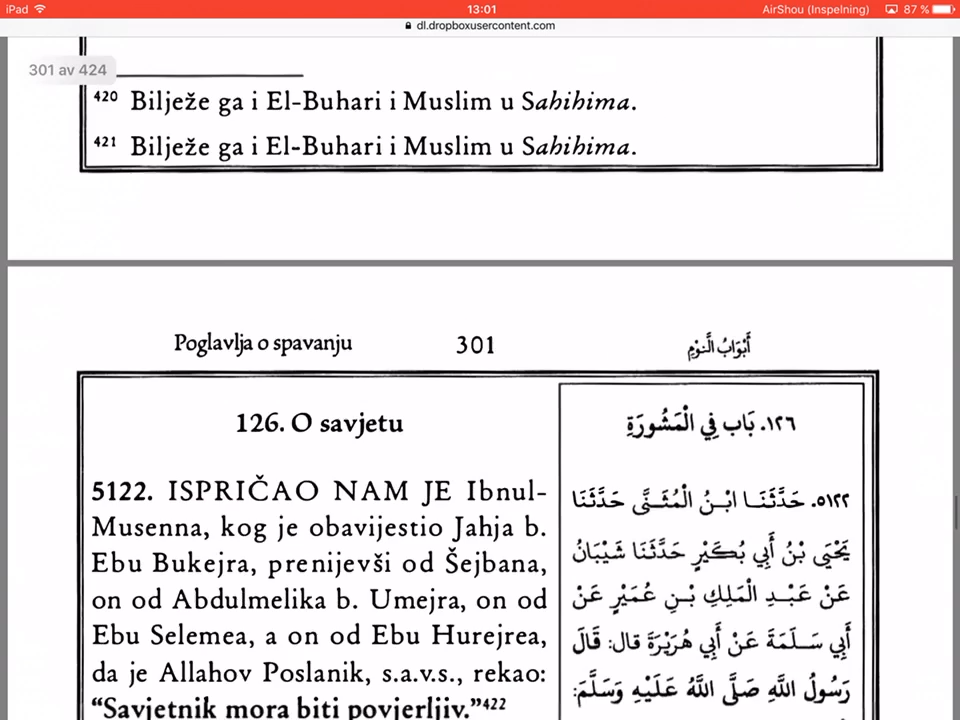 iPad 13:01 AirShou (Inspelning) 87 %
dl.dropboxusercontent.com
301 av 424
420 Bilježe ga i El-Buhari i Muslim u Sahihima.
421 Bilježe ga i El-Buhari i Muslim u Sahihima.
Poglavlja o spavanju 301 أَبْوَابُ النَّوْمِ
126. O savjetu
5122. ISPRIČAO NAM JE Ibnul-
Musenna, kog je obavijestio Jahja b.
Ebu Bukejra, prenijevši od Šejbana,
on od Abdulmelika b. Umejra, on od
Ebu Selemea, a on od Ebu Hurejrea,
da je Allahov Poslanik, s.a.v.s., rekao:
“Savjetnik mora biti povjerljiv.”422
١٢٦. بَاب فِي الْمَشُورَةِ
٥١٢٢. حَدَّثَنَا ابْنُ الْمُثَنَّى حَدَّثَنَا
يَحْيَى بْنُ أَبِي بُكَيْرٍ حَدَّثَنَا شَيْبَانُ
عَنْ عَبْدِ الْمَلِكِ بْنِ عُمَيْرٍ عَنْ
أَبِي سَلَمَةَ عَنْ أَبِي هُرَيْرَةَ قال: قَالَ
رَسُولُ اللَّهِ صَلَّى اللَّهُ عَلَيْهِ وَسَلَّمَ: